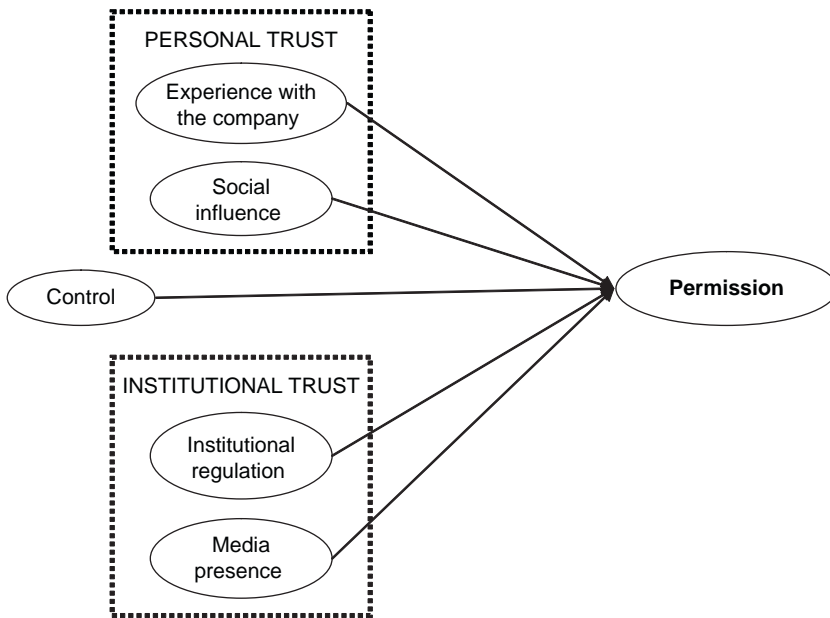 PERSONAL TRUST
Experience with
the company
Social
influence
Control
Permission
INSTITUTIONAL TRUST
Institutional
regulation
Media
presence